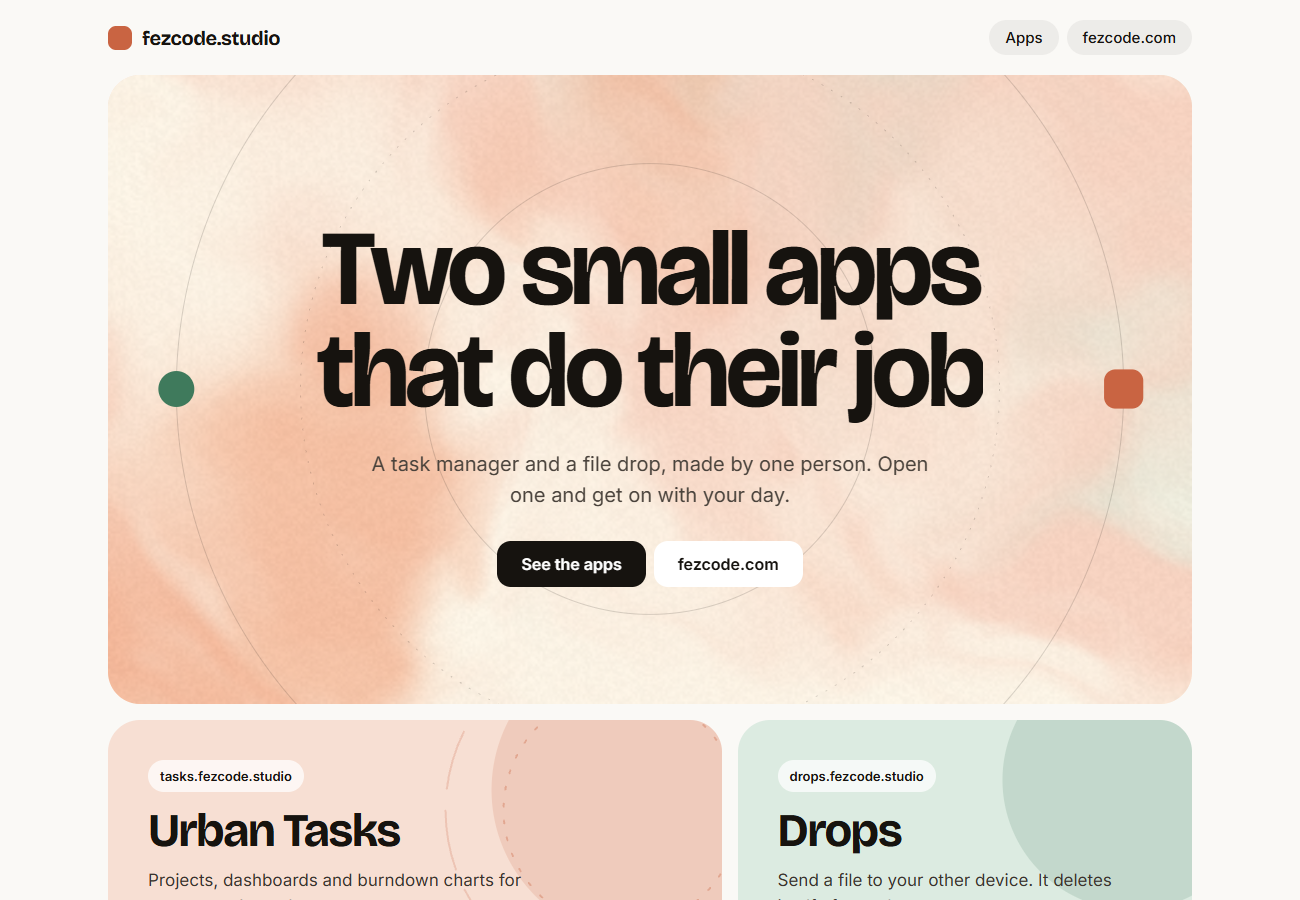 fezcode.studio
Apps
fezcode.com
Two small apps
that do their job
A task manager and a file drop, made by one person. Open
one and get on with your day.
See the apps
fezcode.com
tasks.fezcode.studio
Urban Tasks
Projects, dashboards and burndown charts for
drops.fezcode.studio
Drops
Send a file to your other device. It deletes